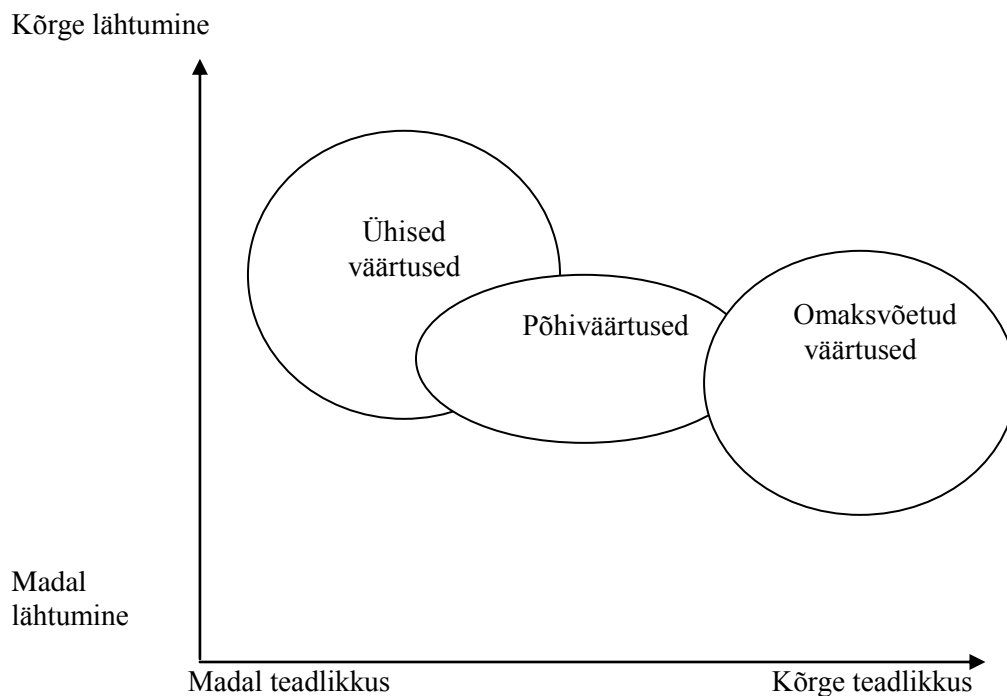 Kõrge lähtumine
Ühised
väärtused
Põhiväärtused
Omaksvõetud
väärtused
Madal
lähtumine
Madal teadlikkus
Kõrge teadlikkus